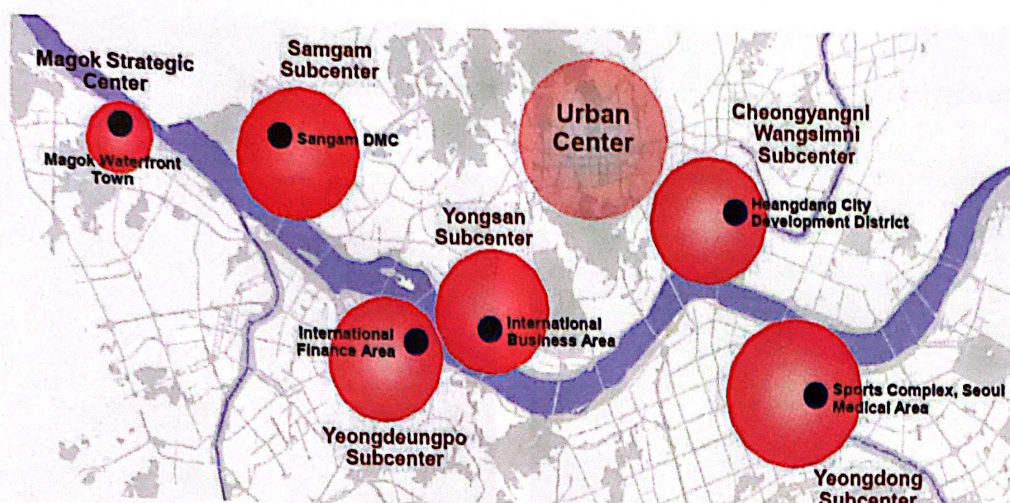 Magok Strategic
Center
Magok Waterfront
Town
Samgam
Subcenter
Sangam DMC
Urban
Center
Cheongyangni
Wangsimni
Subcenter
Heangdang City
Development District
Yongsan
Subcenter
International
Business Area
International
Finance Area
Yeongdeungpo
Subcenter
Sports Complex, Seoul
Medical Area
Yeongdong
Subcenter